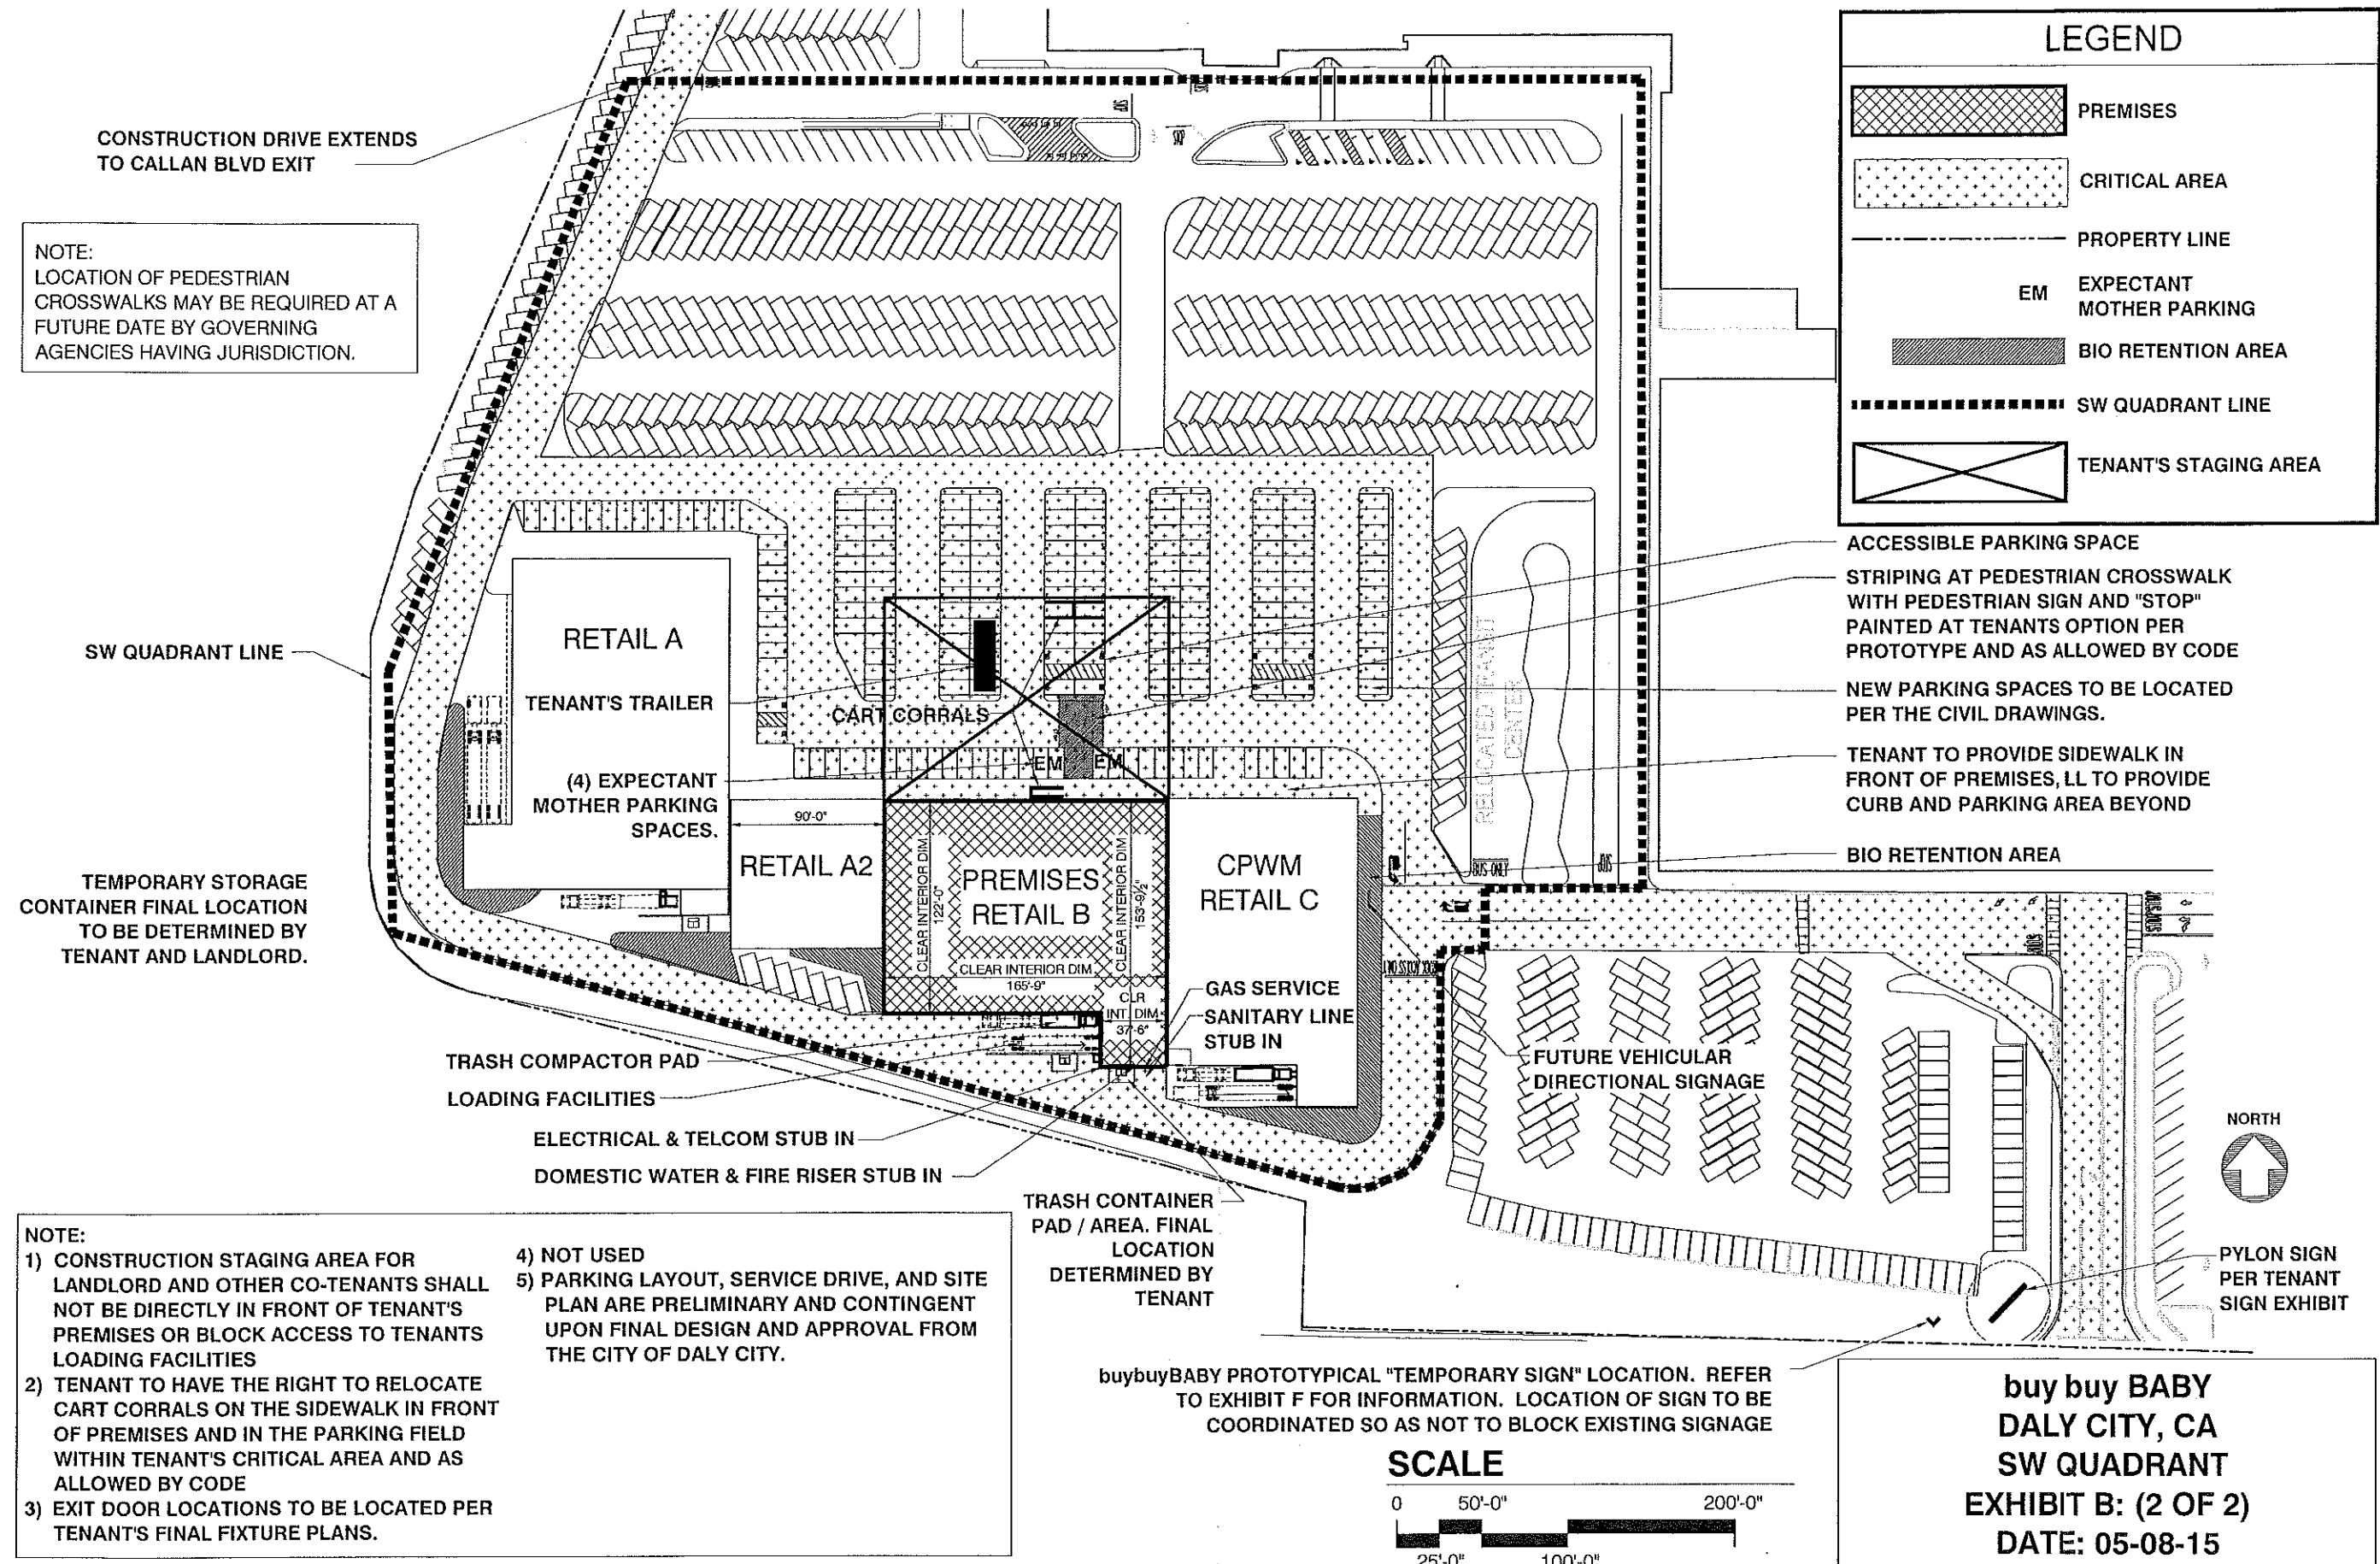 CONSTRUCTION DRIVE EXTENDS
TO CALLAN BLVD EXIT
NOTE:
LOCATION OF PEDESTRIAN
CROSSWALKS MAY BE REQUIRED AT A
FUTURE DATE BY GOVERNING
AGENCIES HAVING JURISDICTION.
LEGEND
PREMISES
CRITICAL AREA
PROPERTY LINE
EM EXPECTANT
MOTHER PARKING
BIO RETENTION AREA
SW QUADRANT LINE
TENANT'S STAGING AREA
ACCESSIBLE PARKING SPACE
STRIPING AT PEDESTRIAN CROSSWALK
WITH PEDESTRIAN SIGN AND "STOP"
PAINTED AT TENANTS OPTION PER
PROTOTYPE AND AS ALLOWED BY CODE
NEW PARKING SPACES TO BE LOCATED
PER THE CIVIL DRAWINGS.
TENANT TO PROVIDE SIDEWALK IN
FRONT OF PREMISES, LL TO PROVIDE
CURB AND PARKING AREA BEYOND
BIO RETENTION AREA
SW QUADRANT LINE
RETAIL A
TENANT'S TRAILER
CART CORRALS
(4) EXPECTANT
MOTHER PARKING
SPACES.
EM
EM
RELOCATED TRANSIT
CENTER
BUS ONLY
90'-0"
RETAIL A2
PREMISES
RETAIL B
CLEAR INTERIOR DIM
122'-0"
CLEAR INTERIOR DIM
153'-9½"
CLEAR INTERIOR DIM
165'-9"
CLR
INT. DIM
37'-6"
CPWM
RETAIL C
TEMPORARY STORAGE
CONTAINER FINAL LOCATION
TO BE DETERMINED BY
TENANT AND LANDLORD.
GAS SERVICE
SANITARY LINE
STUB IN
TRASH COMPACTOR PAD
LOADING FACILITIES
ELECTRICAL & TELCOM STUB IN
DOMESTIC WATER & FIRE RISER STUB IN
FUTURE VEHICULAR
DIRECTIONAL SIGNAGE
TRASH CONTAINER
PAD / AREA. FINAL
LOCATION
DETERMINED BY
TENANT
NORTH
PYLON SIGN
PER TENANT
SIGN EXHIBIT
NOTE:
1) CONSTRUCTION STAGING AREA FOR
LANDLORD AND OTHER CO-TENANTS SHALL
NOT BE DIRECTLY IN FRONT OF TENANT'S
PREMISES OR BLOCK ACCESS TO TENANTS
LOADING FACILITIES
2) TENANT TO HAVE THE RIGHT TO RELOCATE
CART CORRALS ON THE SIDEWALK IN FRONT
OF PREMISES AND IN THE PARKING FIELD
WITHIN TENANT'S CRITICAL AREA AND AS
ALLOWED BY CODE
3) EXIT DOOR LOCATIONS TO BE LOCATED PER
TENANT'S FINAL FIXTURE PLANS.
4) NOT USED
5) PARKING LAYOUT, SERVICE DRIVE, AND SITE
PLAN ARE PRELIMINARY AND CONTINGENT
UPON FINAL DESIGN AND APPROVAL FROM
THE CITY OF DALY CITY.
buybuyBABY PROTOTYPICAL "TEMPORARY SIGN" LOCATION. REFER
TO EXHIBIT F FOR INFORMATION. LOCATION OF SIGN TO BE
COORDINATED SO AS NOT TO BLOCK EXISTING SIGNAGE
SCALE
0 50'-0" 200'-0"
25'-0" 100'-0"
buy buy BABY
DALY CITY, CA
SW QUADRANT
EXHIBIT B: (2 OF 2)
DATE: 05-08-15